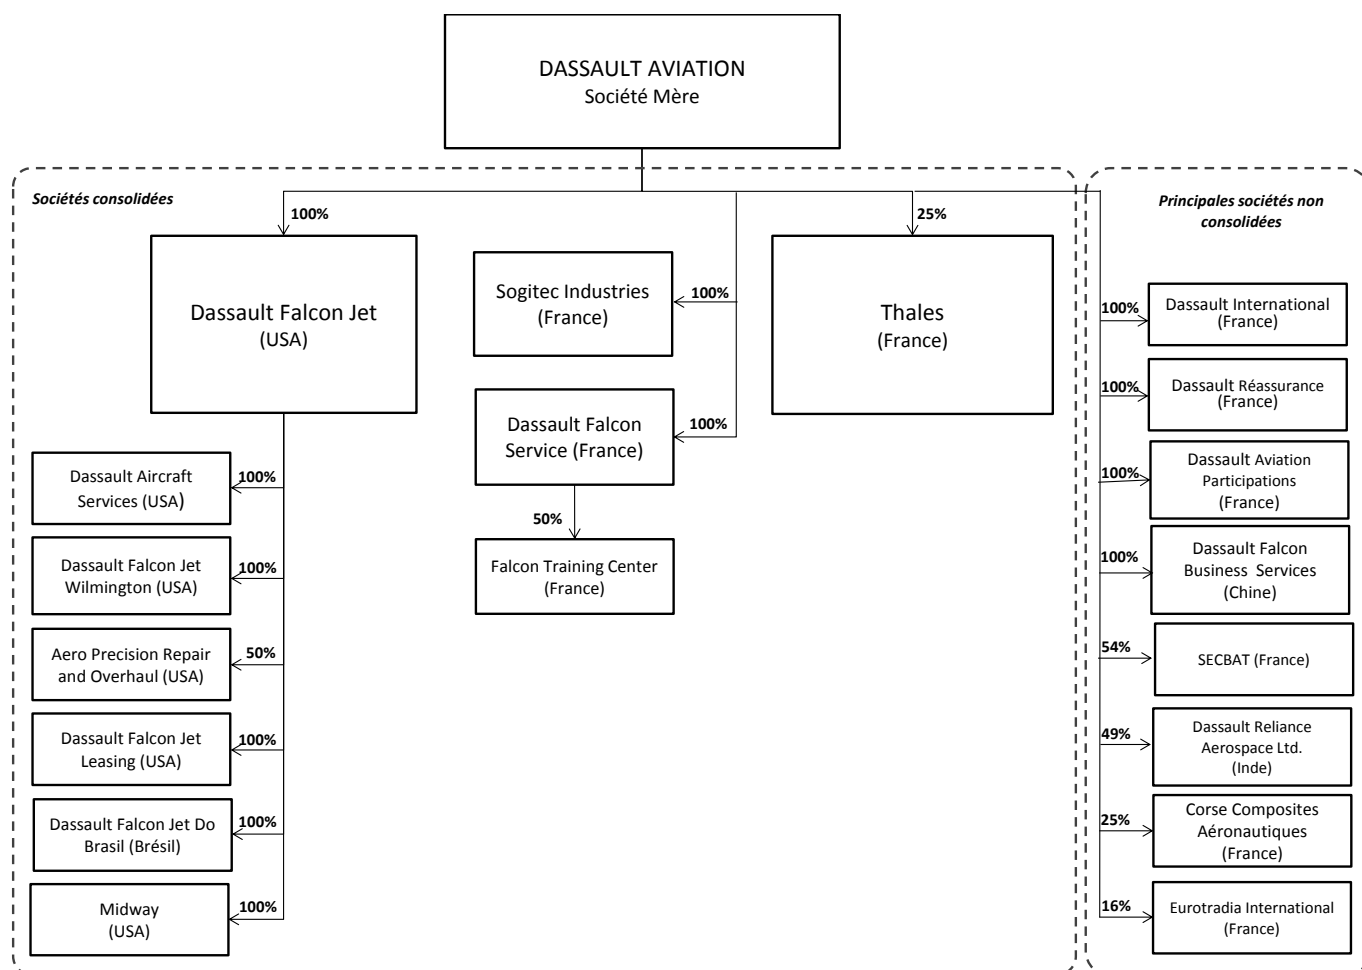 DASSAULT AVIATION
Société Mère
Sociétés consolidées
Principales sociétés non
consolidées
100%
Dassault Falcon Jet
(USA)
100%
Dassault Aircraft
Services (USA)
100%
Dassault Falcon Jet
Wilmington (USA)
50%
Aero Precision Repair
and Overhaul (USA)
100%
Dassault Falcon Jet
Leasing (USA)
100%
Dassault Falcon Jet Do
Brasil (Brésil)
100%
Midway
(USA)
100%
Sogitec Industries
(France)
100%
Dassault Falcon
Service (France)
50%
Falcon Training Center
(France)
25%
Thales
(France)
100%
Dassault International
(France)
100%
Dassault Réassurance
(France)
100%
Dassault Aviation
Participations
(France)
100%
Dassault Falcon
Business Services
(Chine)
54%
SECBAT (France)
49%
Dassault Reliance
Aerospace Ltd.
(Inde)
25%
Corse Composites
Aéronautiques
(France)
16%
Eurotradia International
(France)